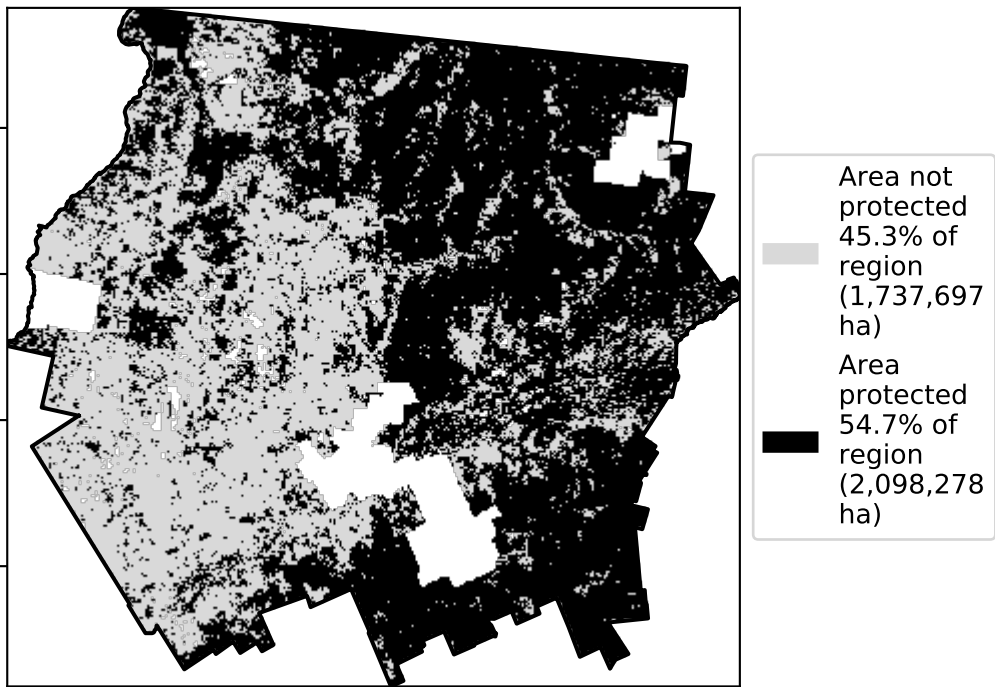 Area not
protected
45.3% of
region
(1,737,697
ha)
Area
protected
54.7% of
region
(2,098,278
ha)